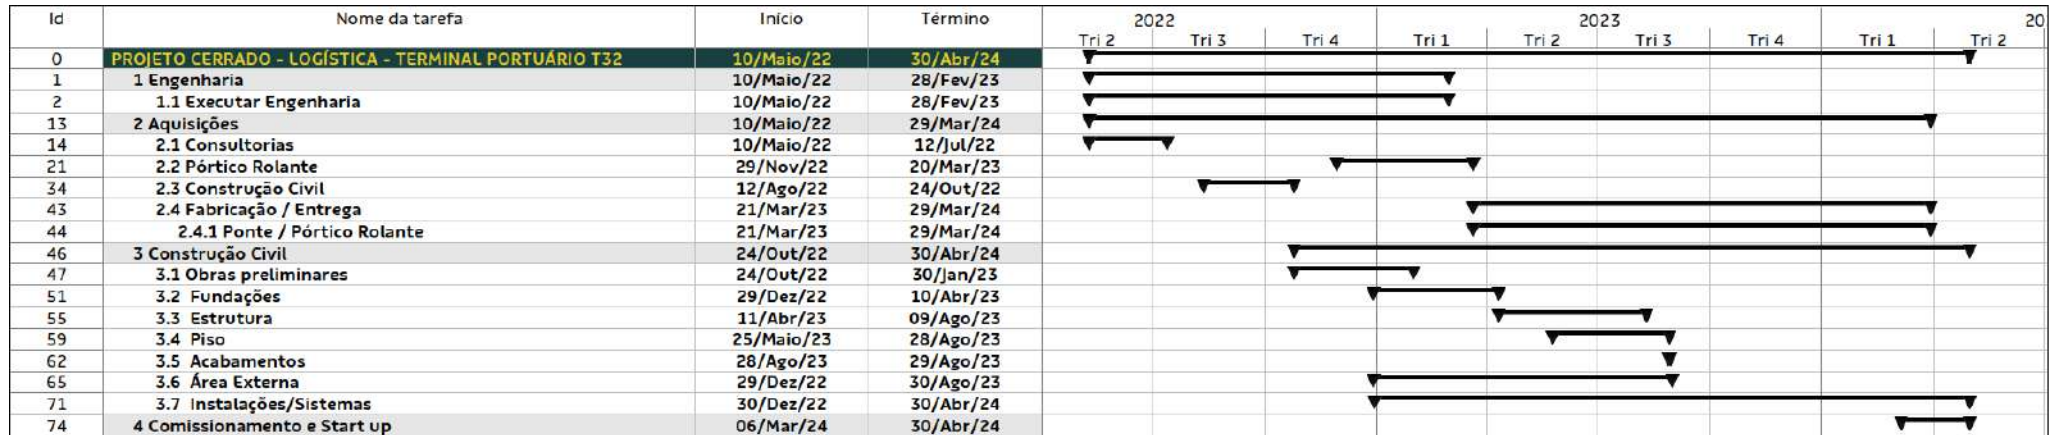 Id Nome da tarefa Início Término 2022 2023 20
Tri 2 Tri 3 Tri 4 Tri 1 Tri 2 Tri 3 Tri 4 Tri 1 Tri 2
0 PROJETO CERRADO - LOGÍSTICA - TERMINAL PORTUÁRIO T32 10/Maio/22 30/Abr/24
1 1 Engenharia 10/Maio/22 28/Fev/23
2 1.1 Executar Engenharia 10/Maio/22 28/Fev/23
13 2 Aquisições 10/Maio/22 29/Mar/24
14 2.1 Consultorias 10/Maio/22 12/Jul/22
21 2.2 Pórtico Rolante 29/Nov/22 20/Mar/23
34 2.3 Construção Civil 12/Ago/22 24/Out/22
43 2.4 Fabricação / Entrega 21/Mar/23 29/Mar/24
44 2.4.1 Ponte / Pórtico Rolante 21/Mar/23 29/Mar/24
46 3 Construção Civil 24/Out/22 30/Abr/24
47 3.1 Obras preliminares 24/Out/22 30/Jan/23
51 3.2 Fundações 29/Dez/22 10/Abr/23
55 3.3 Estrutura 11/Abr/23 09/Ago/23
59 3.4 Piso 25/Maio/23 28/Ago/23
62 3.5 Acabamentos 28/Ago/23 29/Ago/23
65 3.6 Área Externa 29/Dez/22 30/Ago/23
71 3.7 Instalações/Sistemas 30/Dez/22 30/Abr/24
74 4 Comissionamento e Start up 06/Mar/24 30/Abr/24